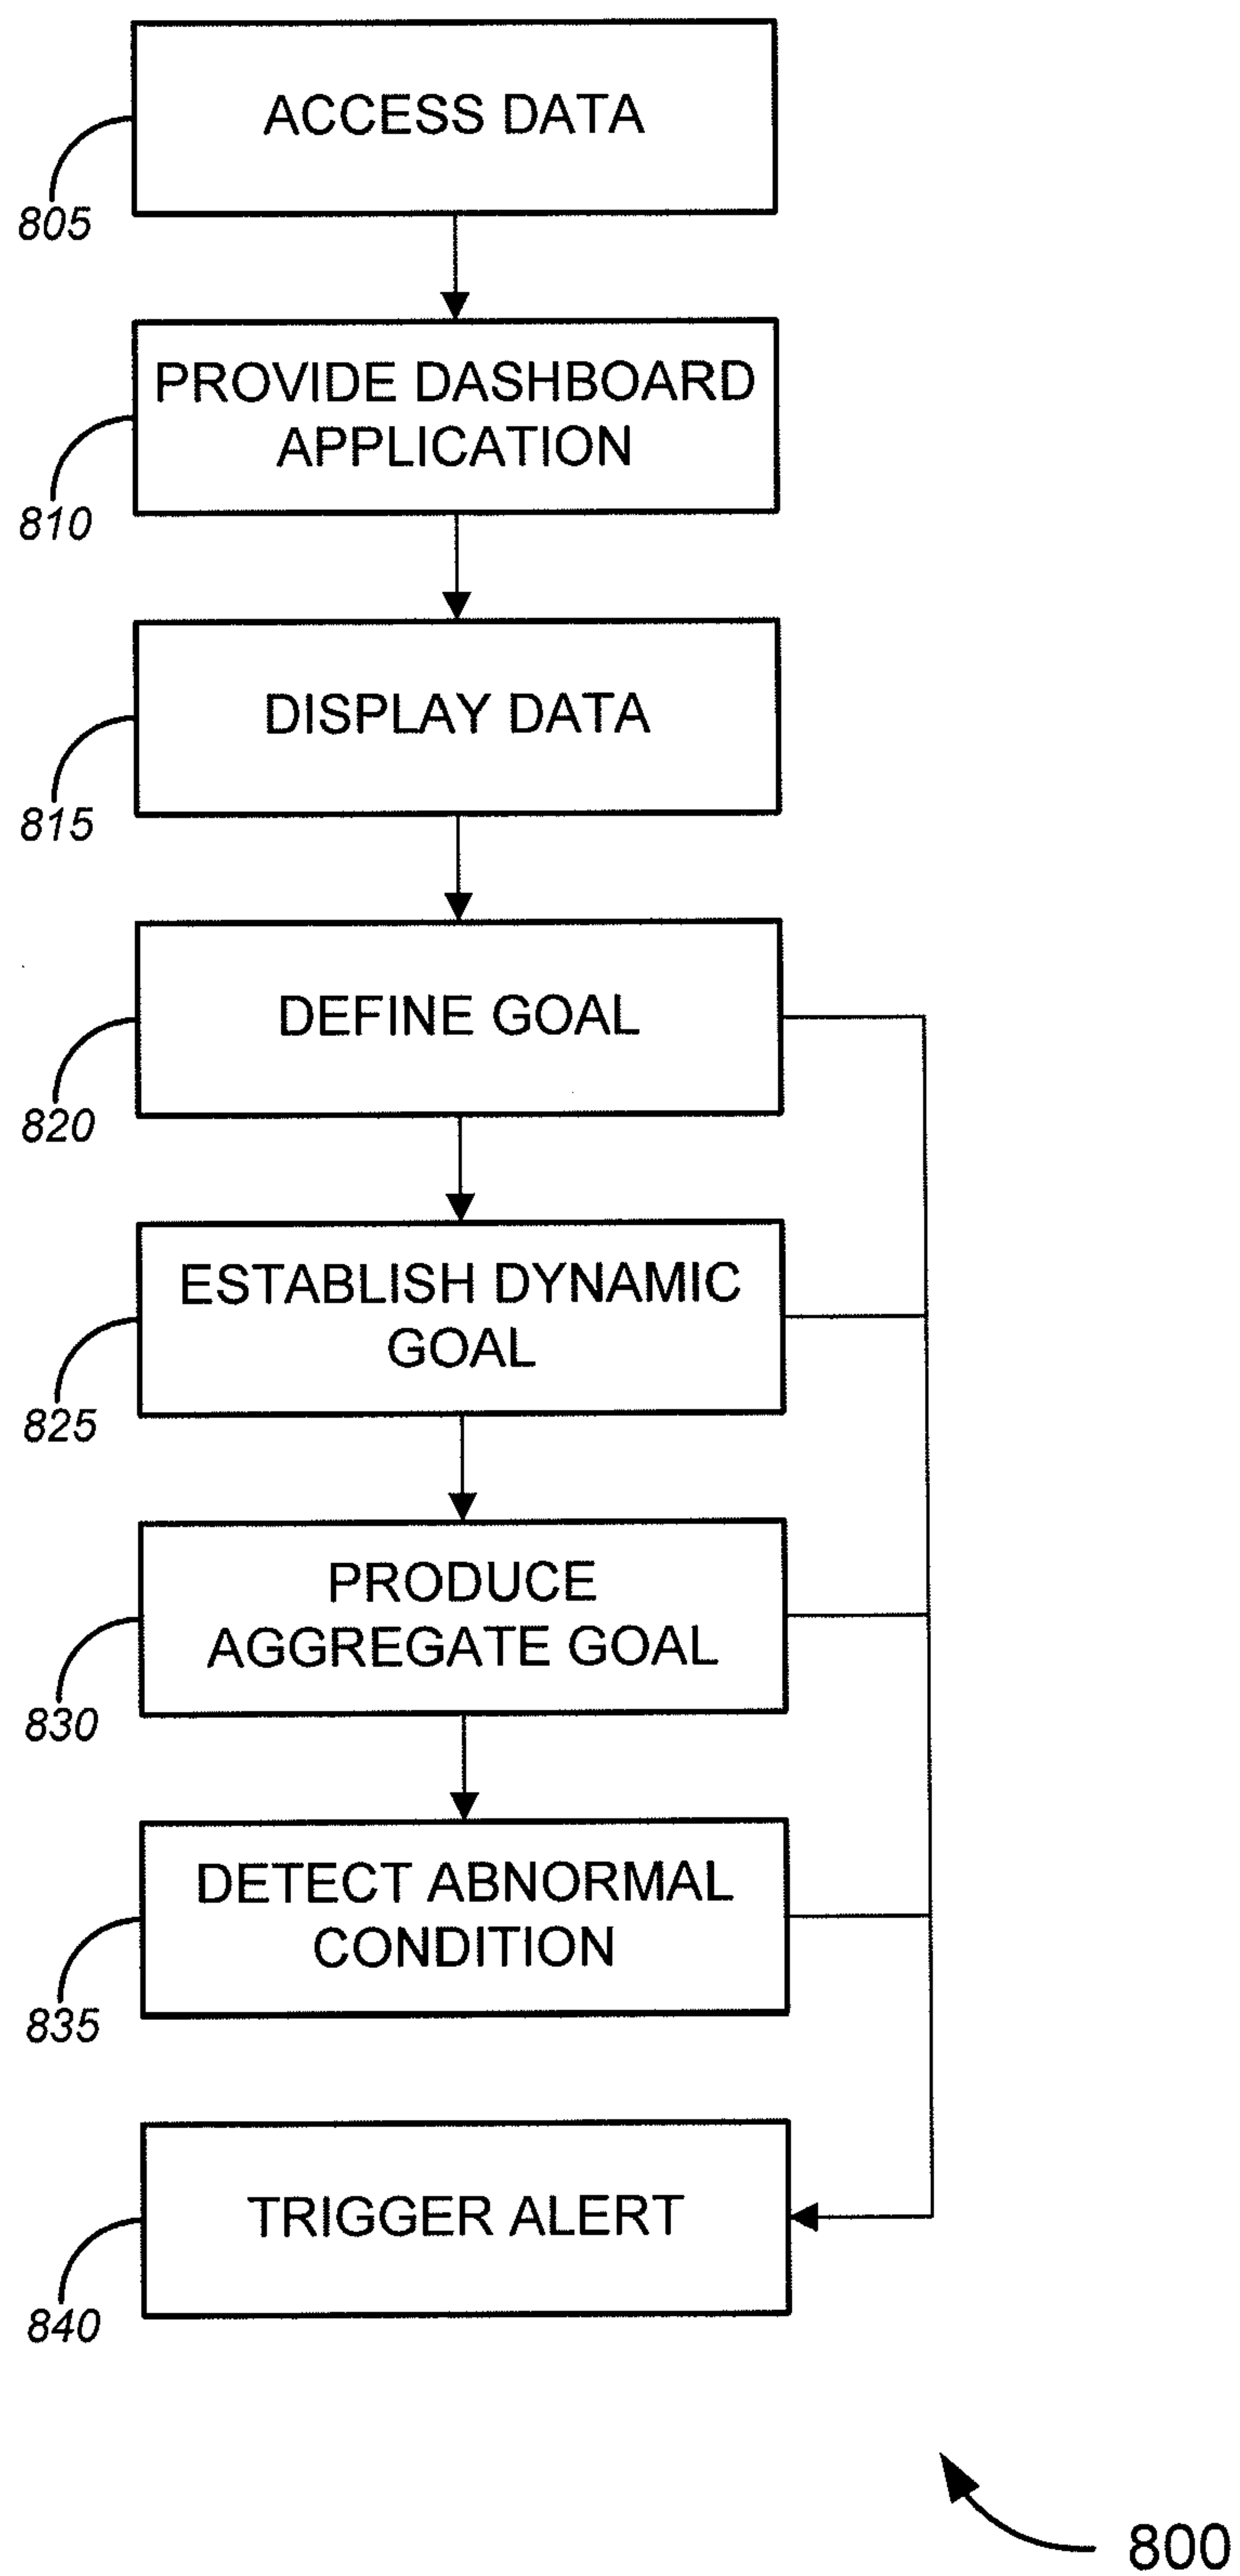 ACCESS DATA
805
PROVIDE DASHBOARD
APPLICATION
810
DISPLAY DATA
815
DEFINE GOAL
820
ESTABLISH DYNAMIC
GOAL
825
PRODUCE
AGGREGATE GOAL
830
DETECT ABNORMAL
CONDITION
835
TRIGGER ALERT
840
800